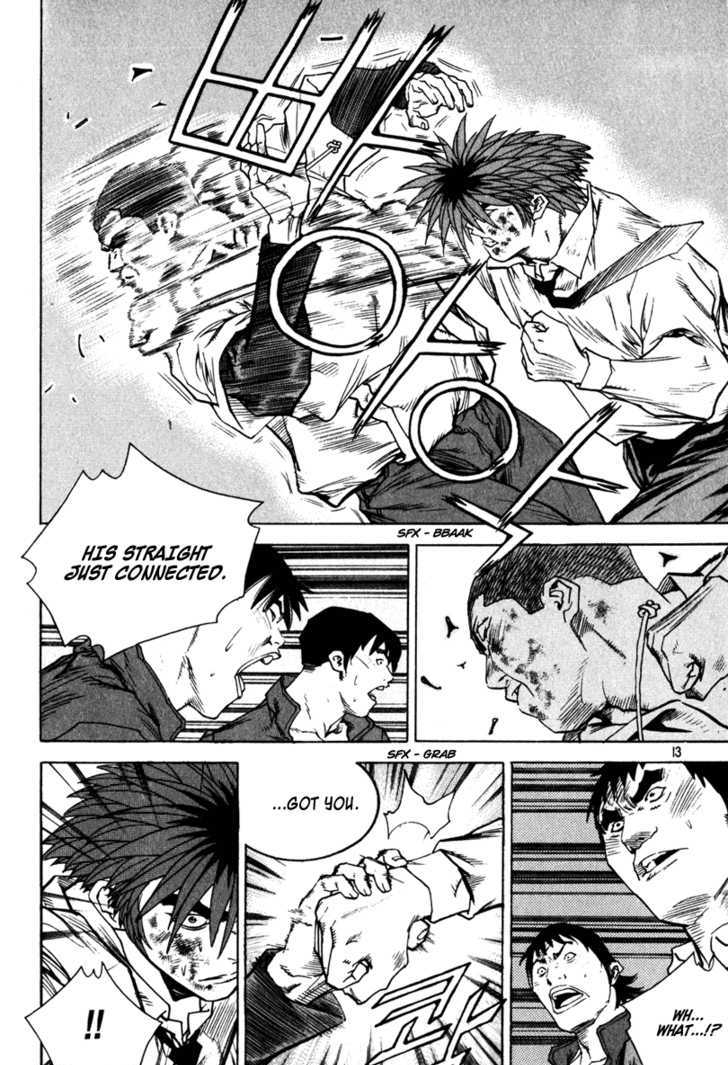 빠아악
SFX - BBAAK
HIS STRAIGHT
JUST CONNECTED.
SFX - GRAB
13
...GOT YOU.
!!
WH...
WHAT...!?